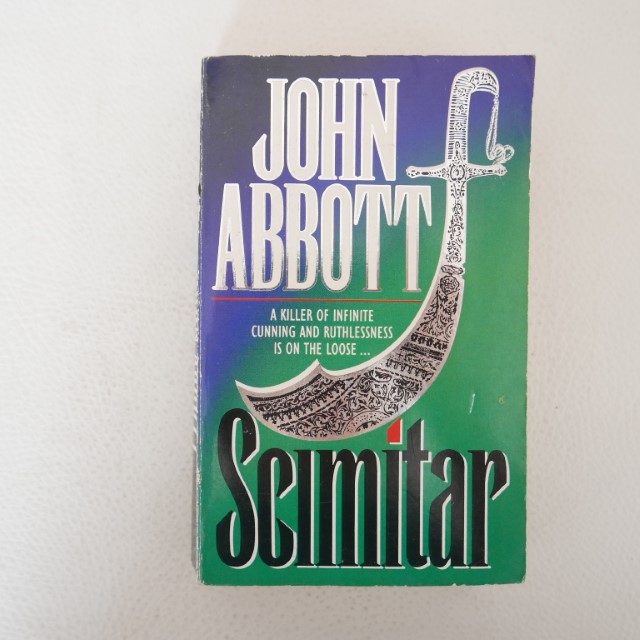 JOHN
ABBOTT
A KILLER OF INFINITE
CUNNING AND RUTHLESSNESS
IS ON THE LOOSE ...
Scimitar